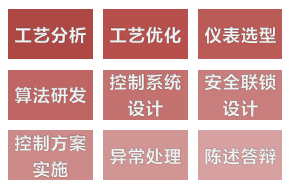 工艺分析
工艺优化
仪表选型
算法研发
控制系统
设计
安全联锁
设计
控制方案
实施
异常处理
陈述答辩